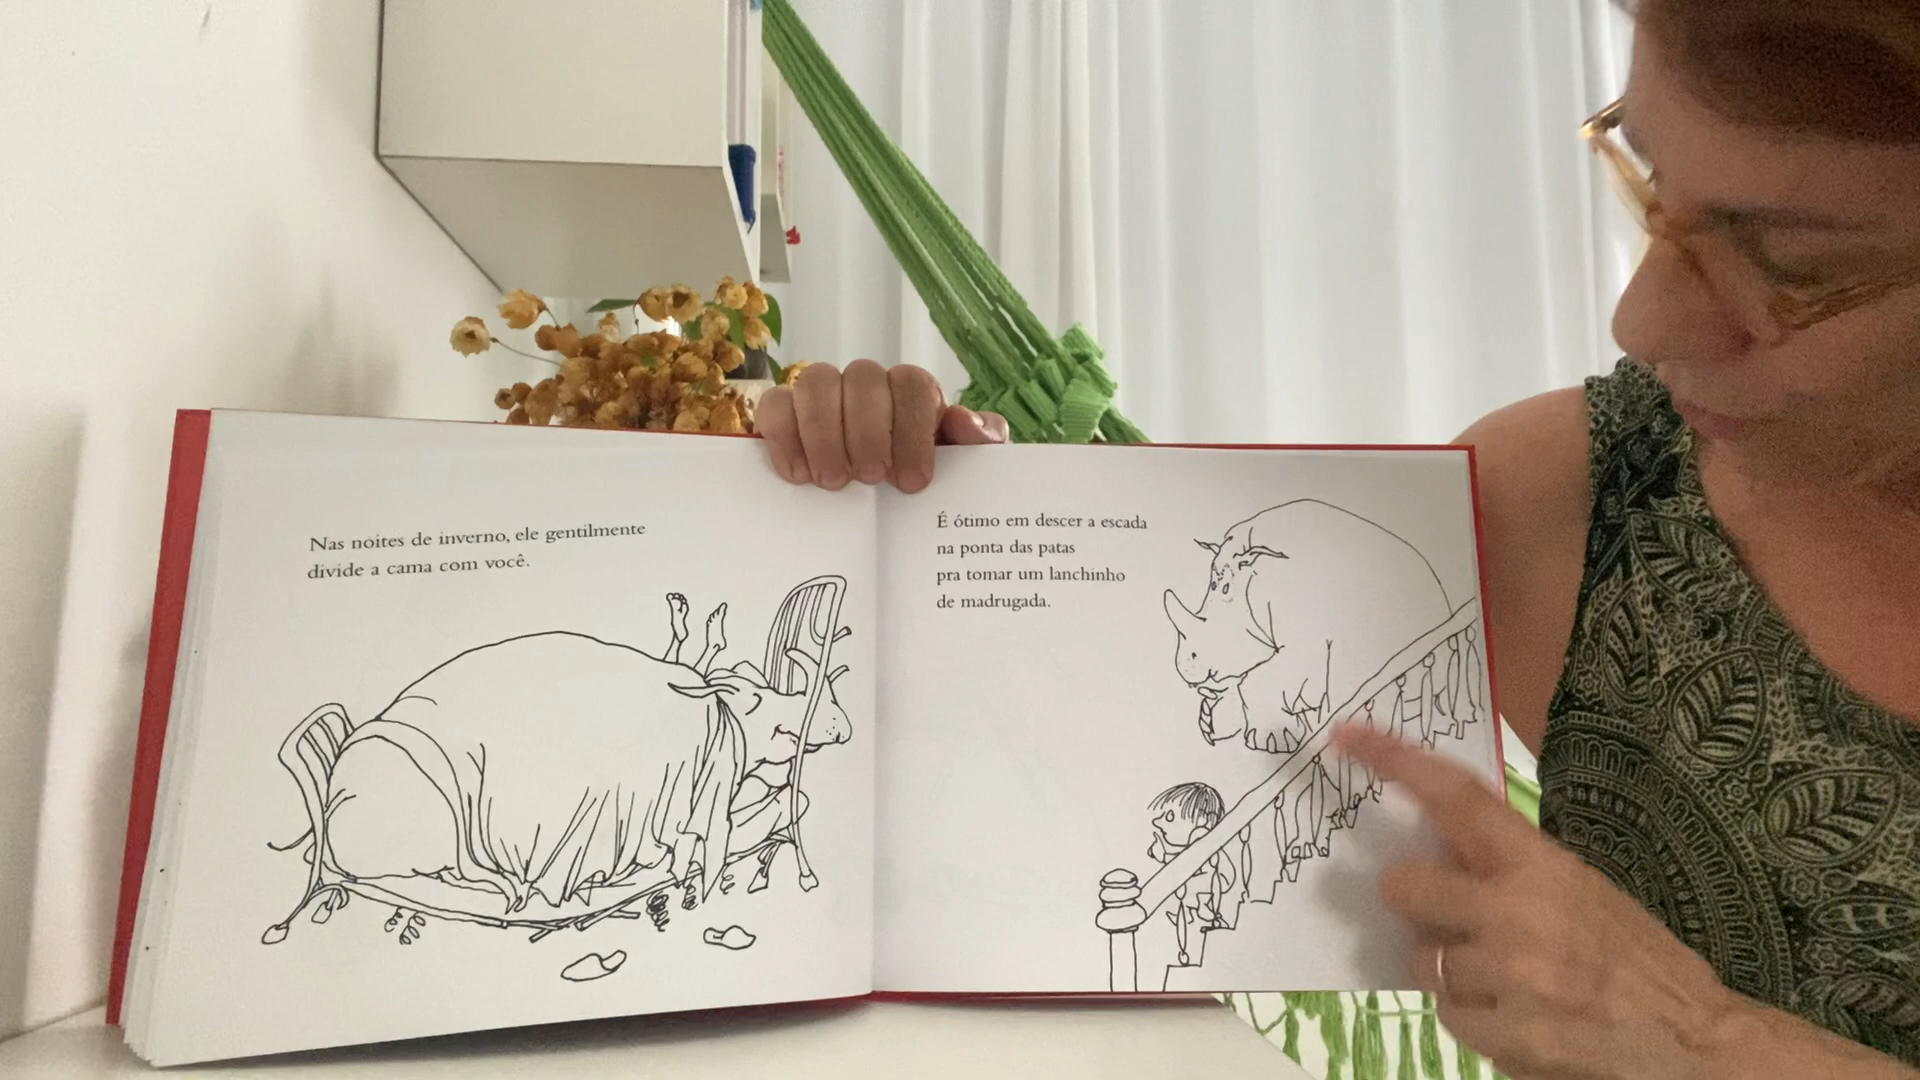 Nas noites de inverno, ele gentilmente
divide a cama com você.
É ótimo em descer a escada
na ponta das patas
pra tomar um lanchinho
de madrugada.